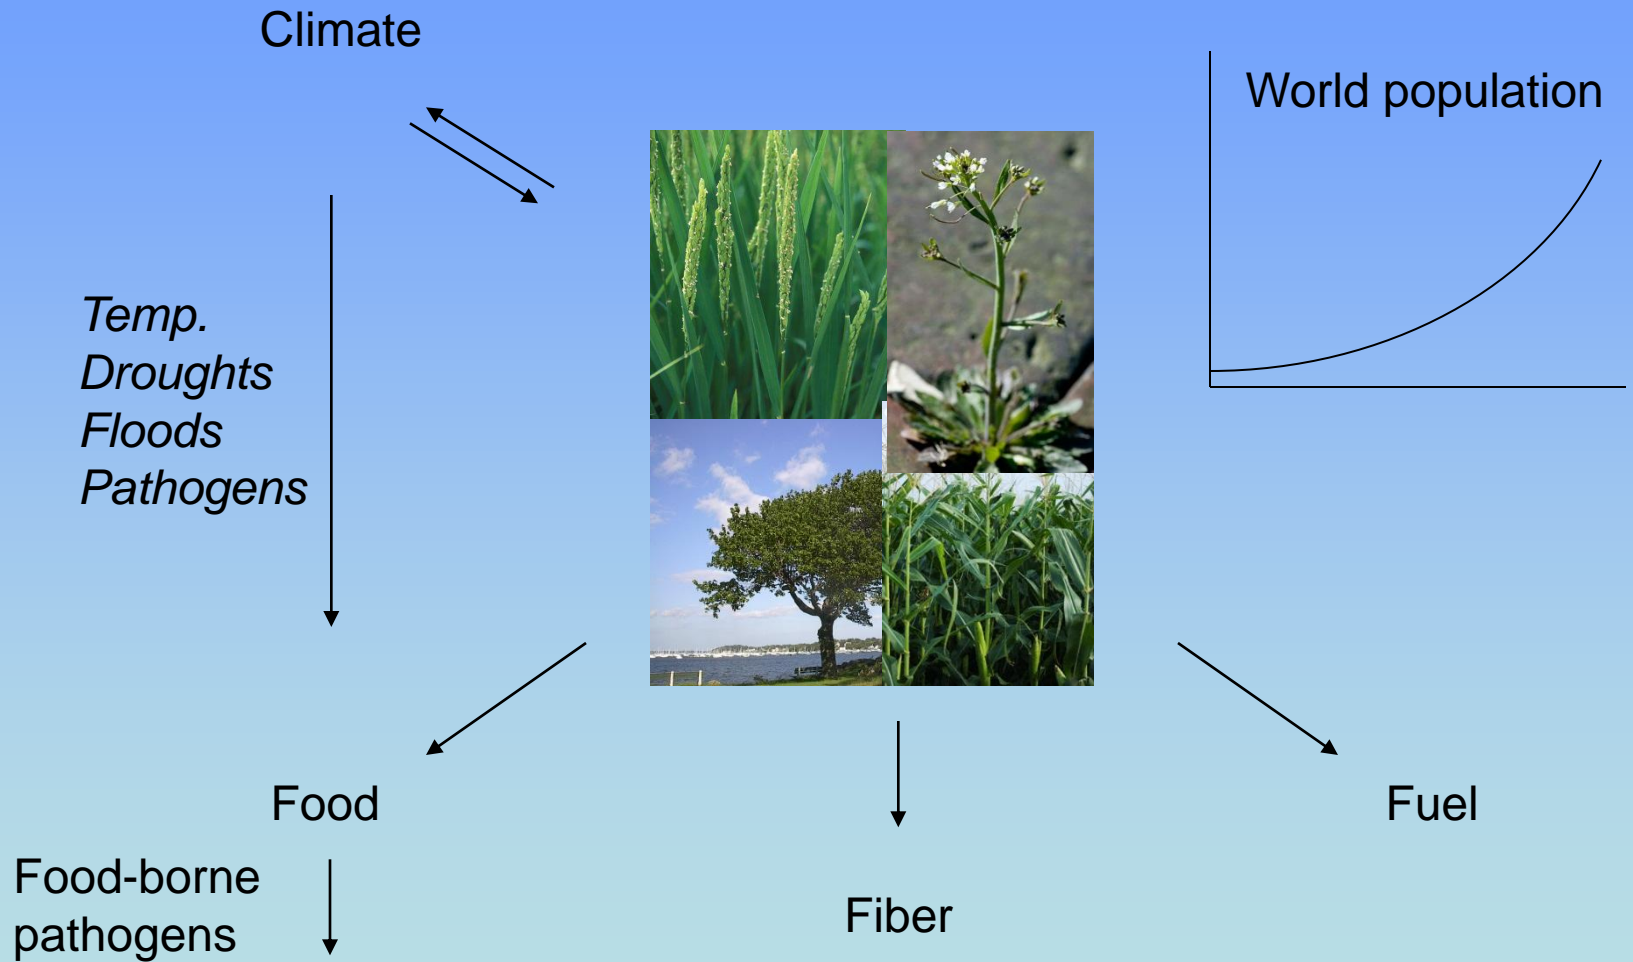 Climate
World population
Temp.
Droughts
Floods
Pathogens
Food
Fuel
Food-borne
pathogens
Fiber